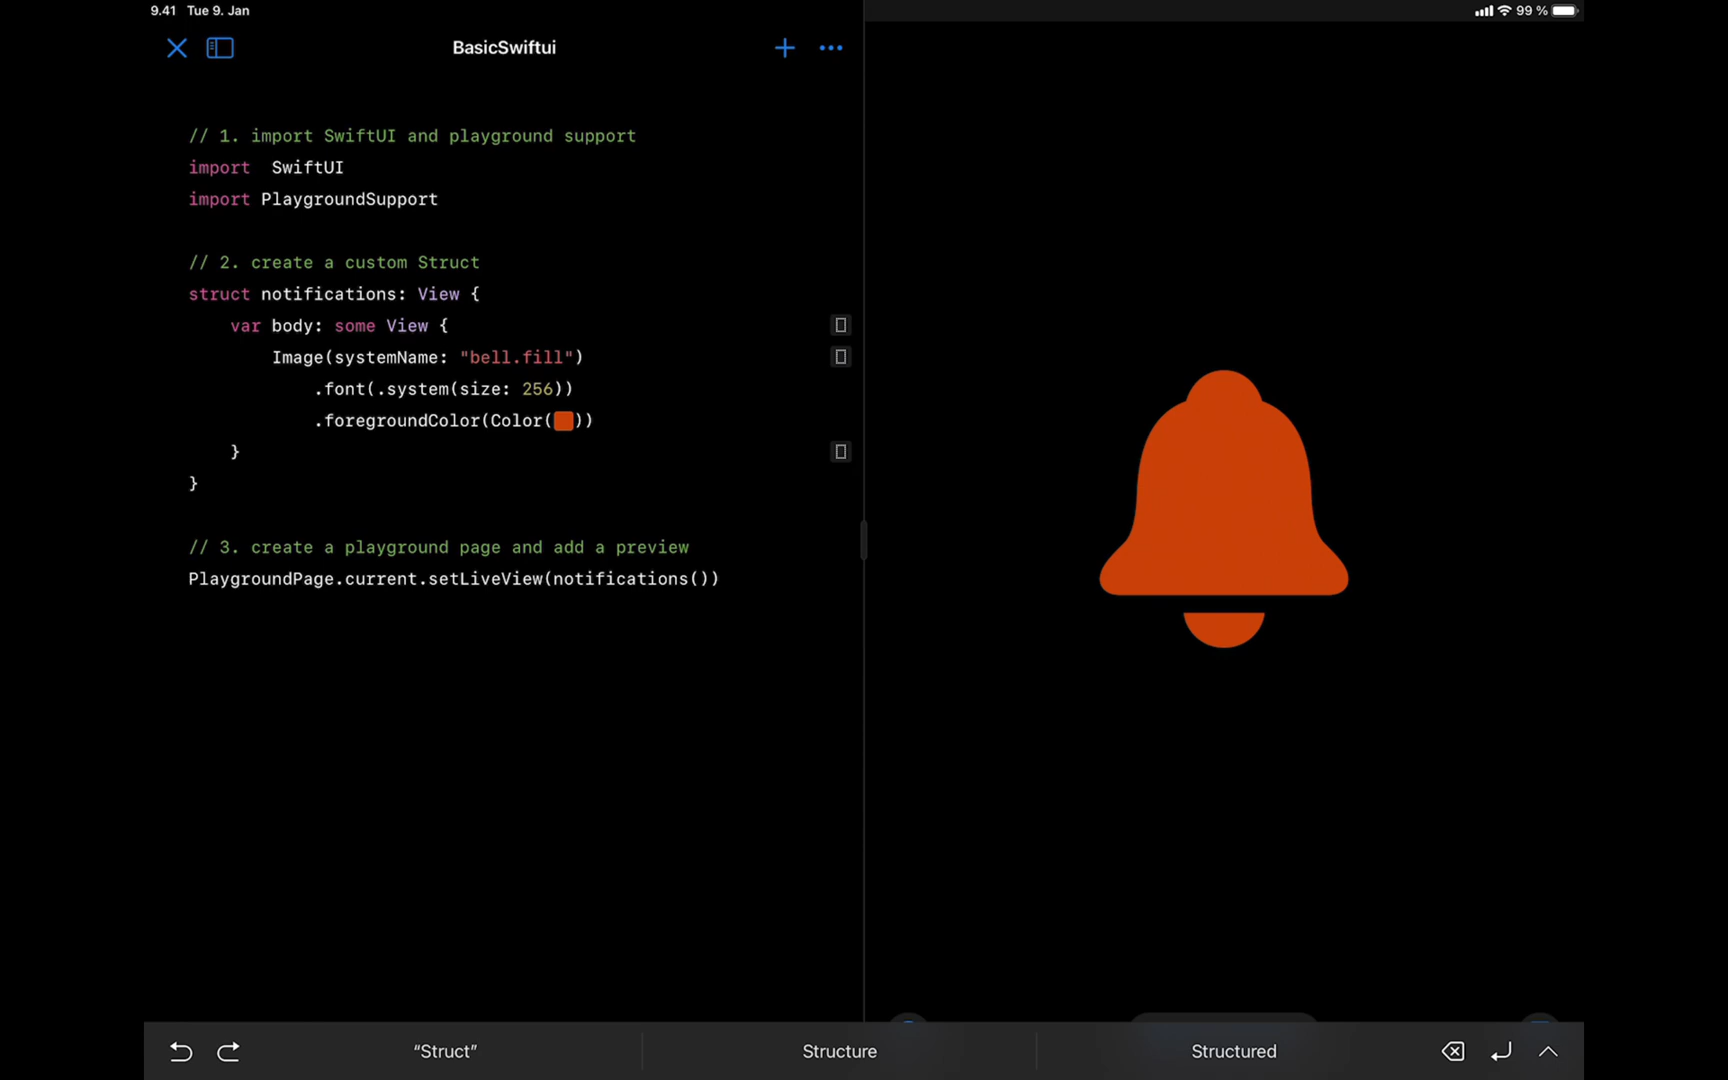 9.41 Tue 9. Jan
99 %
BasicSwiftui
// 1. import SwiftUI and playground support
import  SwiftUI
import PlaygroundSupport
// 2. create a custom Struct
struct notifications: View {
var body: some View {
Image(systemName: "bell.fill")
.font(.system(size: 256))
.foregroundColor(Color())
}
}
// 3. create a playground page and add a preview
PlaygroundPage.current.setLiveView(notifications())
“Struct” Structure Structured